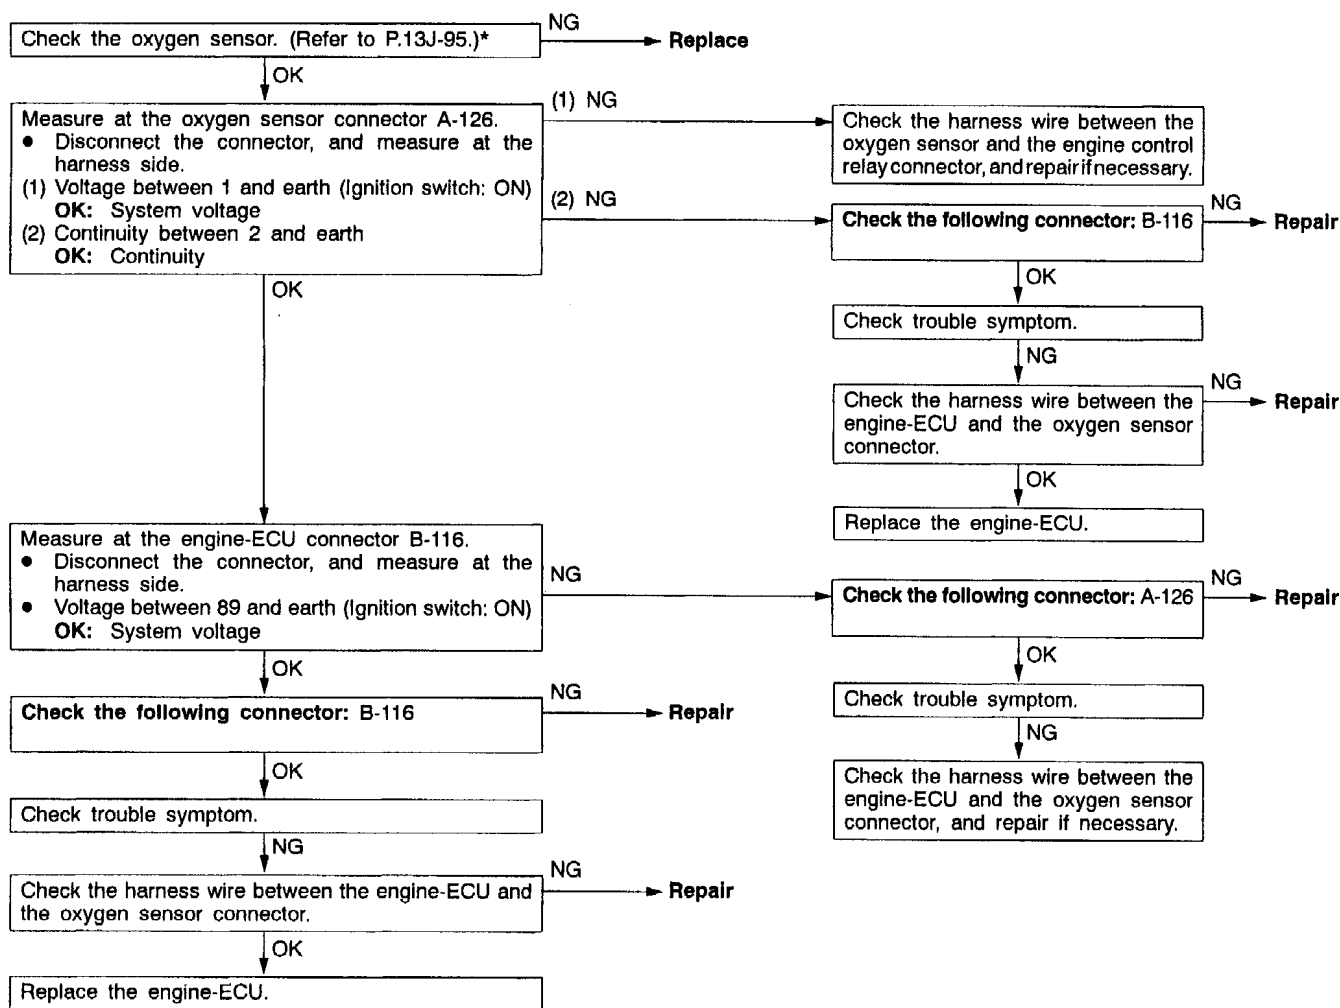 Check the oxygen sensor. (Refer to P.13J-95.)*
NG
Replace
OK
Measure at the oxygen sensor connector A-126.
● Disconnect the connector, and measure at the
harness side.
(1) Voltage between 1 and earth (Ignition switch: ON)
OK: System voltage
(2) Continuity between 2 and earth
OK: Continuity
(1) NG
Check the harness wire between the
oxygen sensor and the engine control
relay connector, and repair if necessary.
(2) NG
Check the following connector: B-116
NG
Repair
OK
Check trouble symptom.
NG
Check the harness wire between the
engine-ECU and the oxygen sensor
connector.
NG
Repair
OK
Replace the engine-ECU.
OK
Measure at the engine-ECU connector B-116.
● Disconnect the connector, and measure at the
harness side.
● Voltage between 89 and earth (Ignition switch: ON)
OK: System voltage
NG
Check the following connector: A-126
NG
Repair
OK
Check trouble symptom.
NG
Check the harness wire between the
engine-ECU and the oxygen sensor
connector, and repair if necessary.
OK
Check the following connector: B-116
NG
Repair
OK
Check trouble symptom.
NG
Check the harness wire between the engine-ECU and
the oxygen sensor connector.
NG
Repair
OK
Replace the engine-ECU.